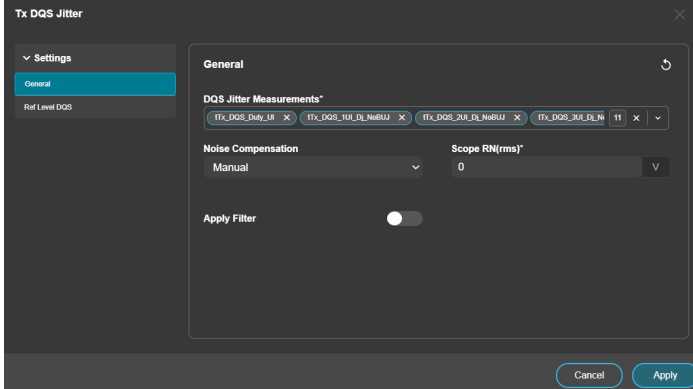 Tx DQS Jitter
Settings
General
Ref Level DQS
General
DQS Jitter Measurements*
tTx_DQS_Duty_UI tTx_DQS_1UI_Dj_NoBUJ tTx_DQS_2UI_Dj_NoBUJ tTx_DQS_3UI_Dj_N 11
Noise Compensation Scope RN(rms)*
Manual 0 V
Apply Filter
Cancel Apply